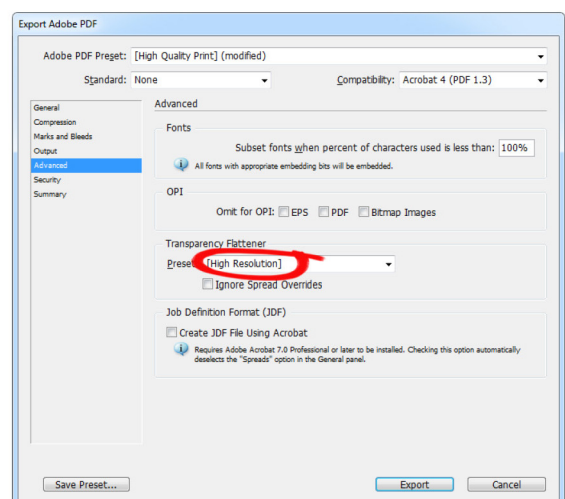 Export Adobe PDF
Adobe PDF Preset: [High Quality Print] (modified)
Standard: None Compatibility: Acrobat 4 (PDF 1.3)
General
Compression
Marks and Bleeds
Output
Advanced
Security
Summary
Advanced
Fonts
Subset fonts when percent of characters used is less than: 100%
All fonts with appropriate embedding bits will be embedded.
OPI
Omit for OPI: EPS PDF Bitmap Images
Transparency Flattener
Preset: [High Resolution]
Ignore Spread Overrides
Job Definition Format (JDF)
Create JDF File Using Acrobat
Requires Adobe Acrobat 7.0 Professional or later to be installed. Checking this option automatically
deselects the "Spreads" option in the General panel.
Save Preset... Export Cancel